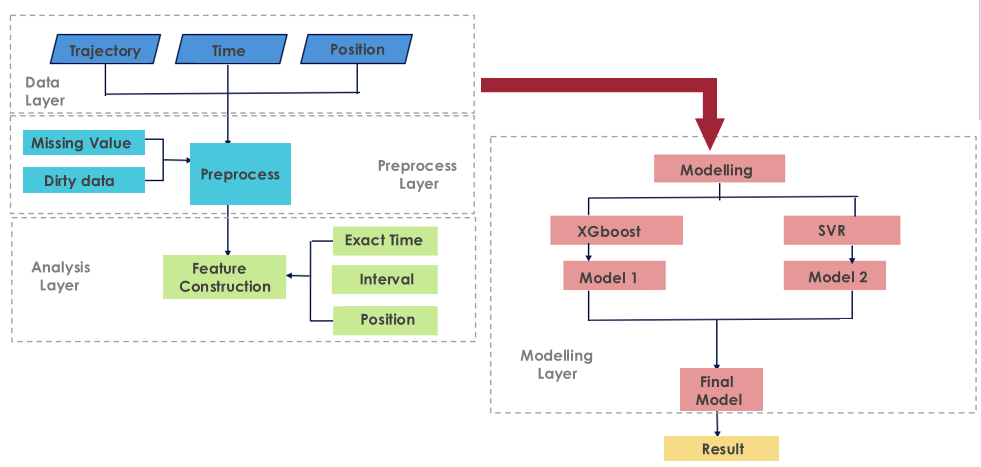 Trajectory
Time
Position
Data
Layer
Missing Value
Dirty data
Preprocess
Preprocess
Layer
Analysis
Layer
Feature
Construction
Exact Time
Interval
Position
Modelling
XGboost
SVR
Model 1
Model 2
Modelling
Layer
Final
Model
Result